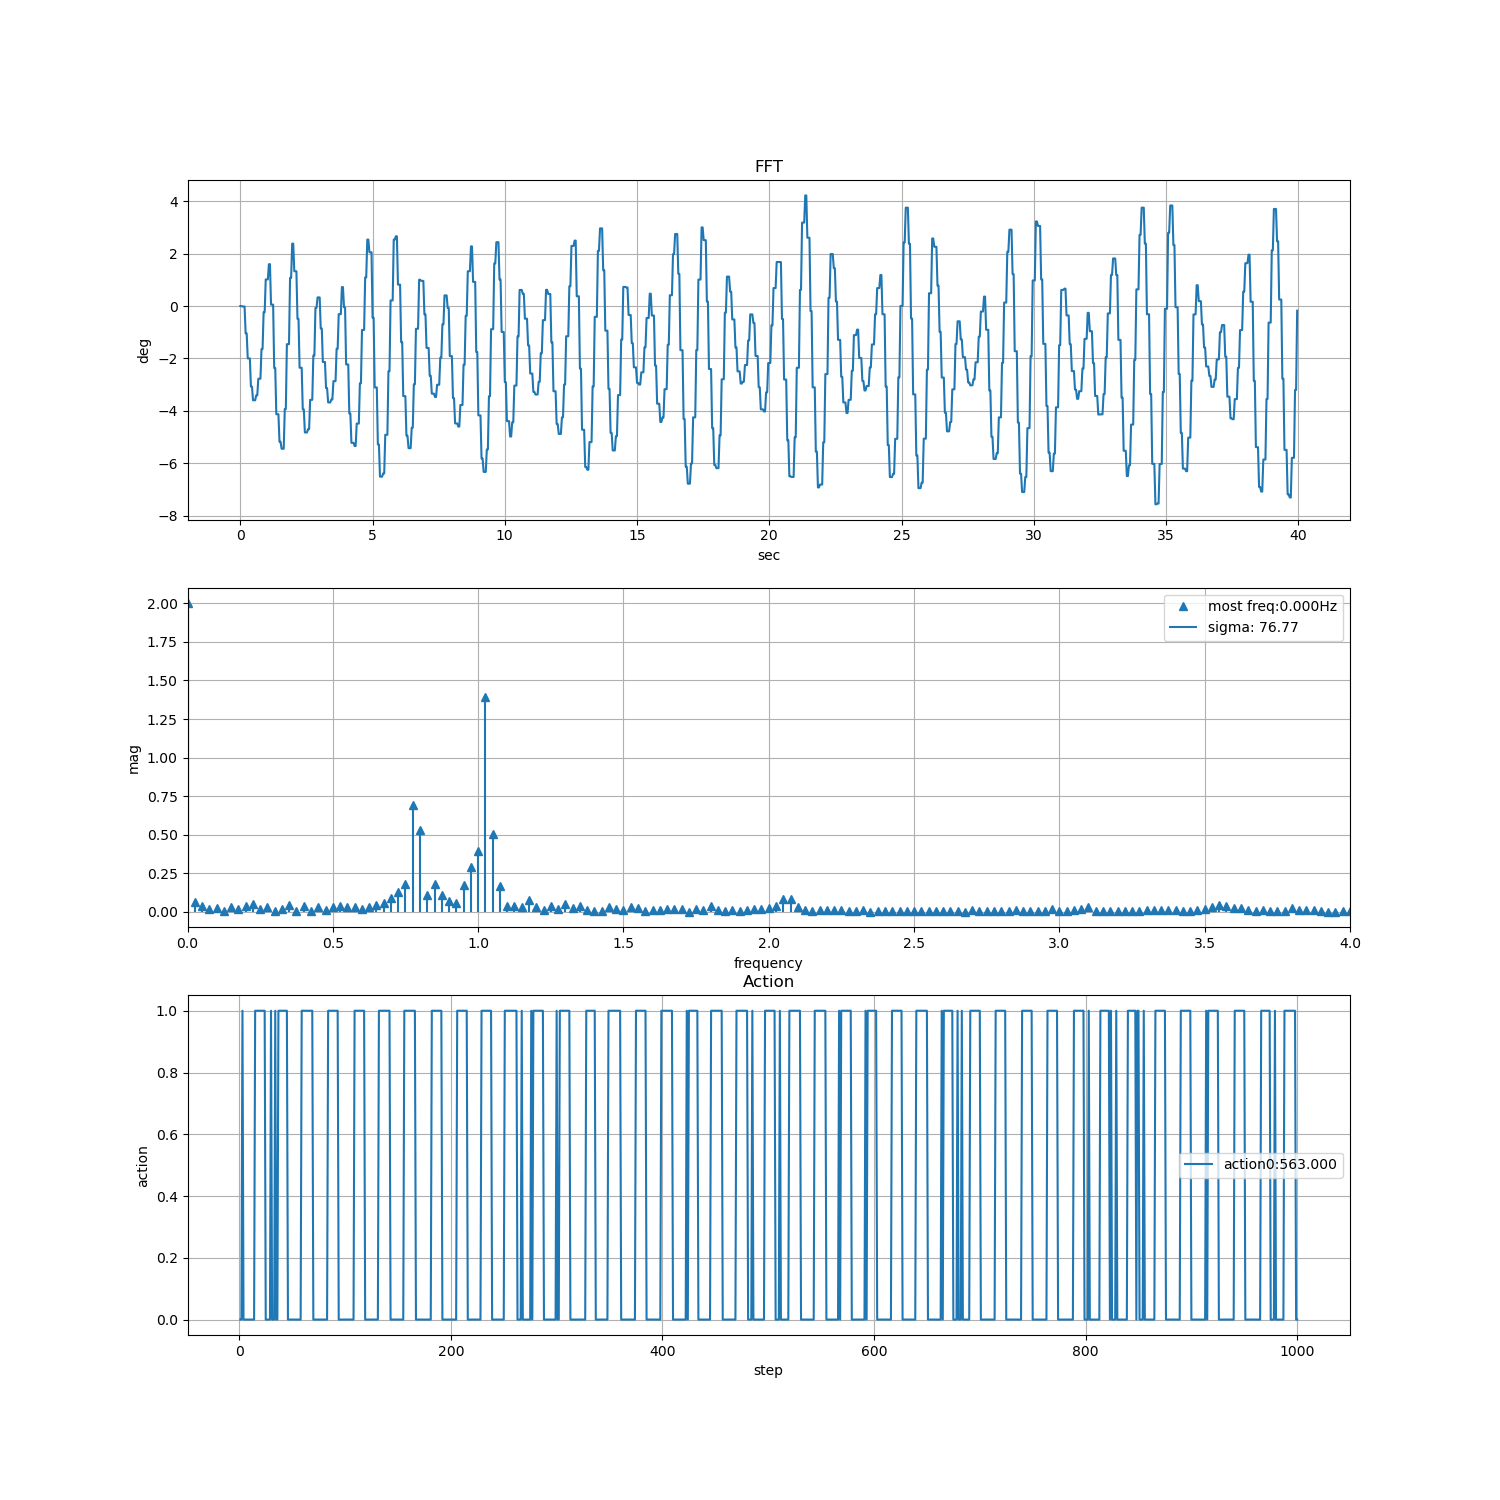 FFT
4
2
0
−2
−4
−6
−8
deg
0 5 10 15 20 25 30 35 40
sec
2.00
1.75
1.50
1.25
1.00
0.75
0.50
0.25
0.00
mag
most freq:0.000Hz
sigma: 76.77
0.0 0.5 1.0 1.5 2.0 2.5 3.0 3.5 4.0
frequency
Action
1.0
0.8
0.6
0.4
0.2
0.0
action
action0:563.000
0 200 400 600 800 1000
step